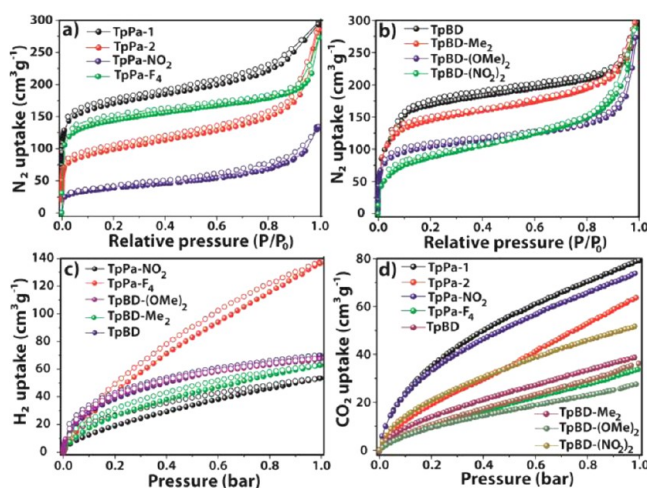 a)
TpPa-1
TpPa-2
TpPa-NO₂
TpPa-F₄
N₂ uptake (cm³g⁻¹)
300
250
200
150
100
50
0
0.0 0.2 0.4 0.6 0.8 1.0
Relative pressure (P/P₀)
b)
TpBD
TpBD-Me₂
TpBD-(OMe)₂
TpBD-(NO₂)₂
N₂ uptake (cm³g⁻¹)
300
250
200
150
100
50
0
0.0 0.2 0.4 0.6 0.8 1.0
Relative pressure (P/P₀)
c)
TpPa-NO₂
TpPa-F₄
TpBD-(OMe)₂
TpBD-Me₂
TpBD
H₂ uptake (cm³g⁻¹)
140
120
100
80
60
40
20
0
0.0 0.2 0.4 0.6 0.8 1.0
Pressure (bar)
d)
TpPa-1
TpPa-2
TpPa-NO₂
TpPa-F₄
TpBD
TpBD-Me₂
TpBD-(OMe)₂
TpBD-(NO₂)₂
CO₂ uptake (cm³g⁻¹)
80
60
40
20
0
0.0 0.2 0.4 0.6 0.8 1.0
Pressure (bar)